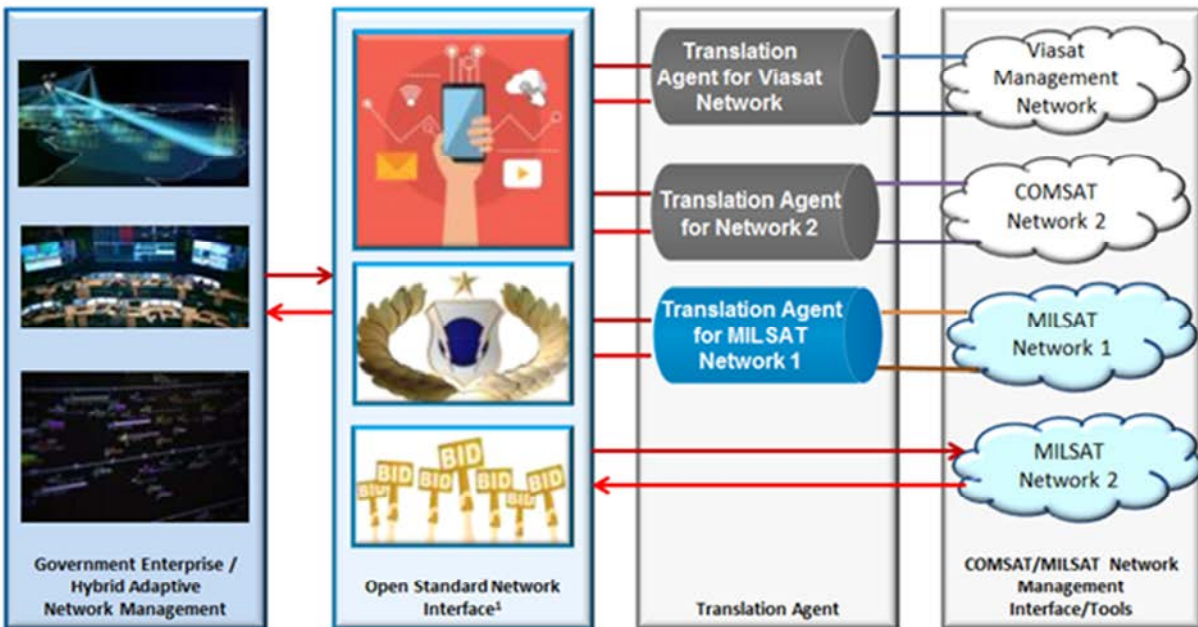 Translation
Agent for Viasat
Network
Viasat
Management
Network
Translation Agent
for Network 2
COMSAT
Network 2
Translation Agent
for MILSAT
Network 1
MILSAT
Network 1
BID
BID
BID
BID
BID
BID
BID
MILSAT
Network 2
Government Enterprise /
Hybrid Adaptive
Network Management
Open Standard Network
Interface¹
Translation Agent
COMSAT/MILSAT Network
Management
Interface/Tools